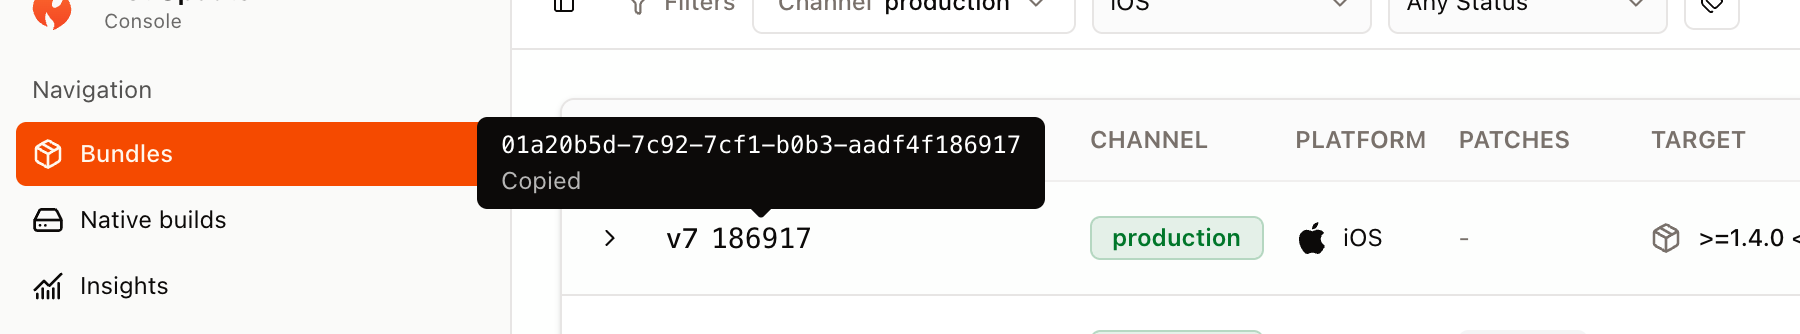 Console
Filters
Channel production
iOS
Any Status
Navigation
Bundles
Native builds
Insights
01a20b5d-7c92-7cf1-b0b3-aadf4f186917
Copied
CHANNEL PLATFORM PATCHES TARGET
v7 186917 production iOS - >=1.4.0 <